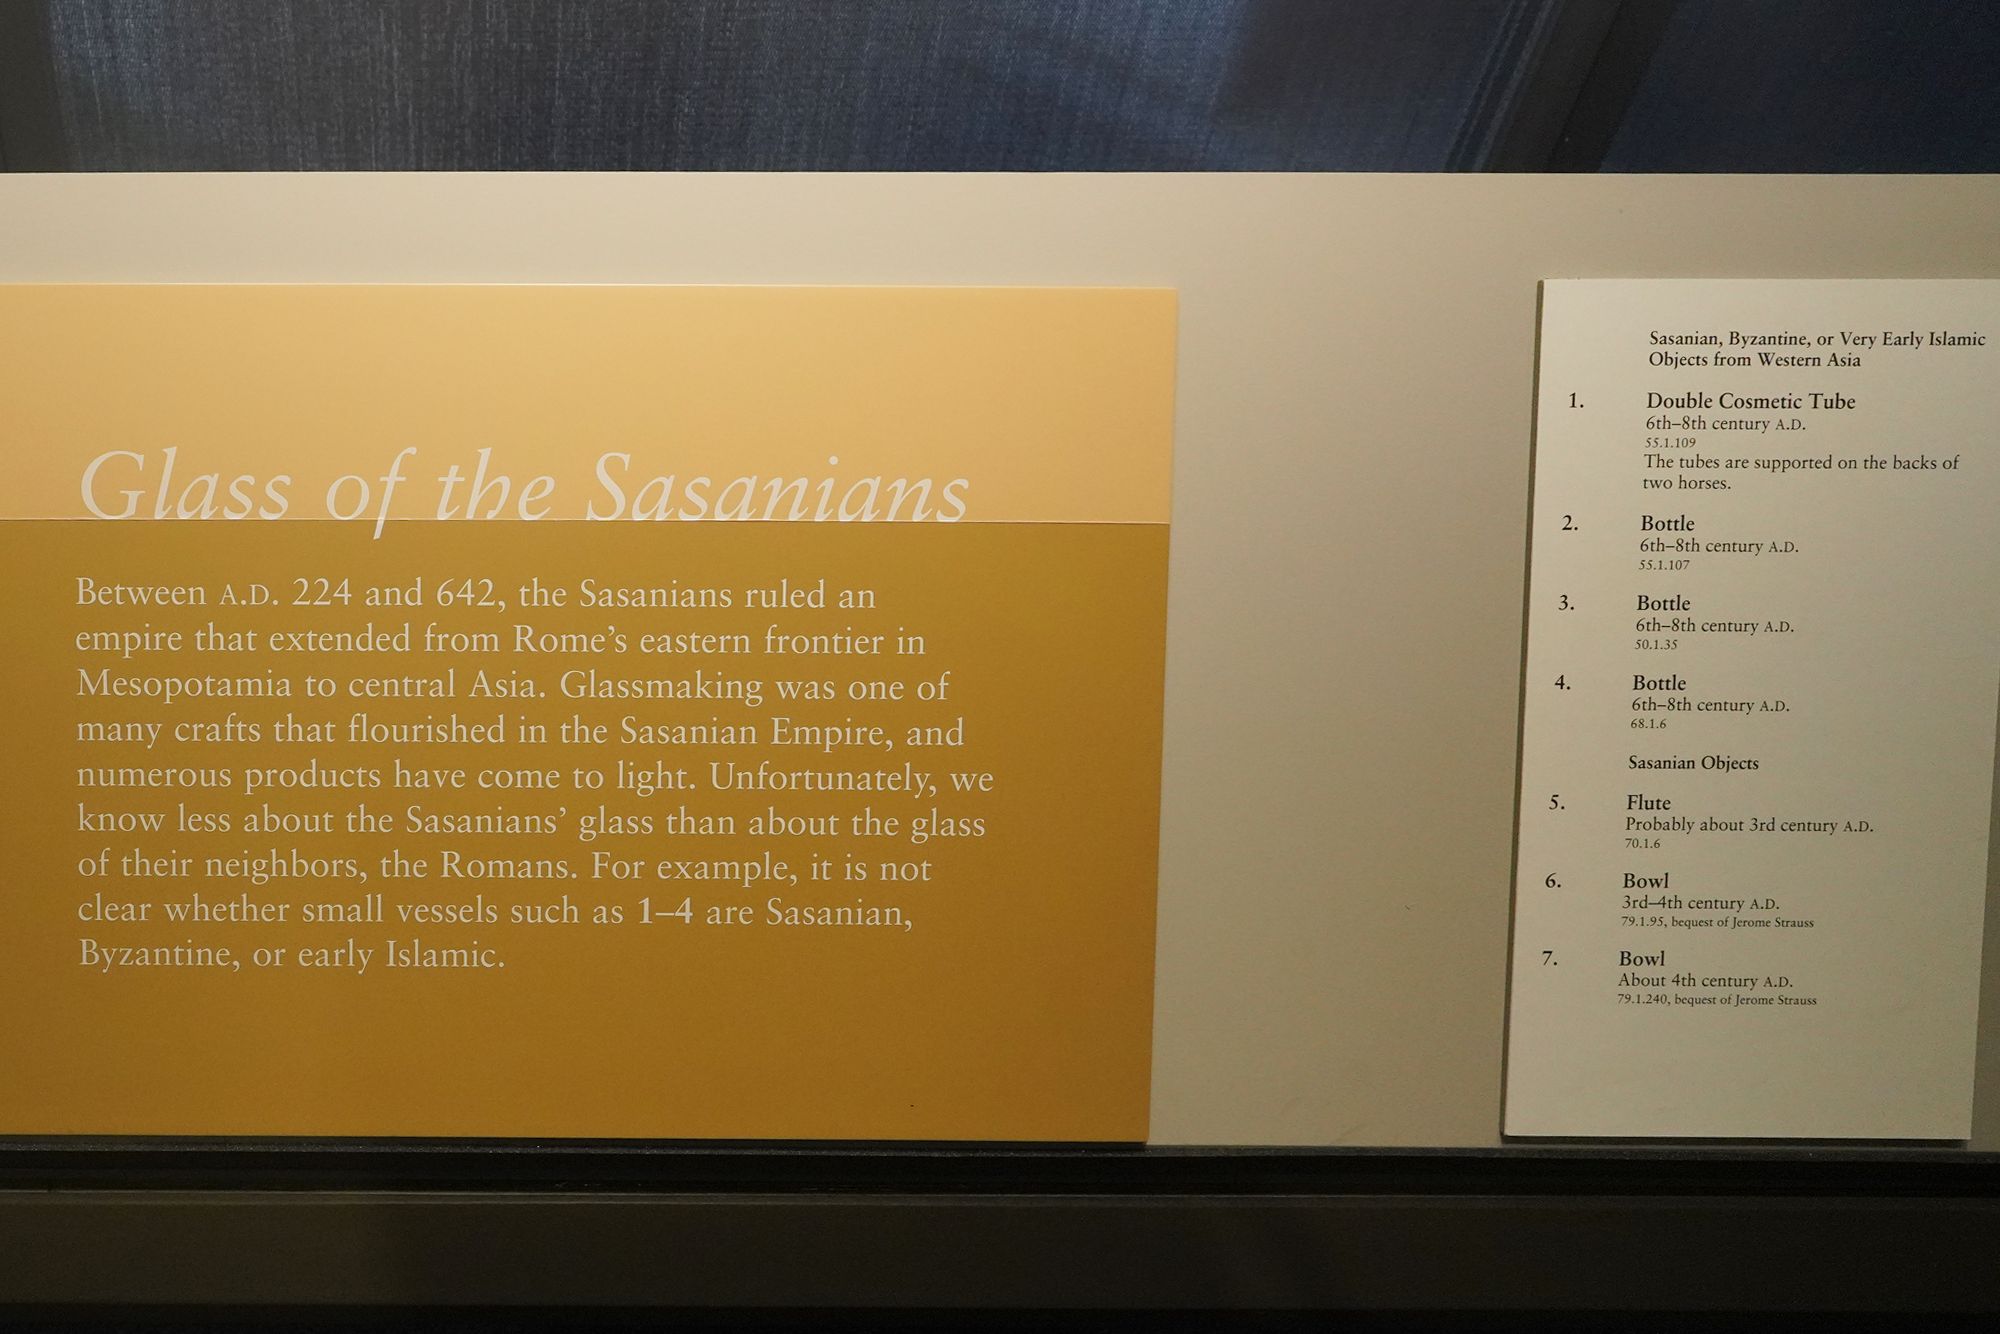 Glass of the Sasanians
Between A.D. 224 and 642, the Sasanians ruled an
empire that extended from Rome's eastern frontier in
Mesopotamia to central Asia. Glassmaking was one of
many crafts that flourished in the Sasanian Empire, and
numerous products have come to light. Unfortunately, we
know less about the Sasanians' glass than about the glass
of their neighbors, the Romans. For example, it is not
clear whether small vessels such as 1–4 are Sasanian,
Byzantine, or early Islamic.
Sasanian, Byzantine, or Very Early Islamic
Objects from Western Asia
1. Double Cosmetic Tube
6th–8th century A.D.
55.1.109
The tubes are supported on the backs of
two horses.
2. Bottle
6th–8th century A.D.
55.1.107
3. Bottle
6th–8th century A.D.
50.1.35
4. Bottle
6th–8th century A.D.
68.1.6
Sasanian Objects
5. Flute
Probably about 3rd century A.D.
70.1.6
6. Bowl
3rd–4th century A.D.
79.1.95, bequest of Jerome Strauss
7. Bowl
About 4th century A.D.
79.1.240, bequest of Jerome Strauss